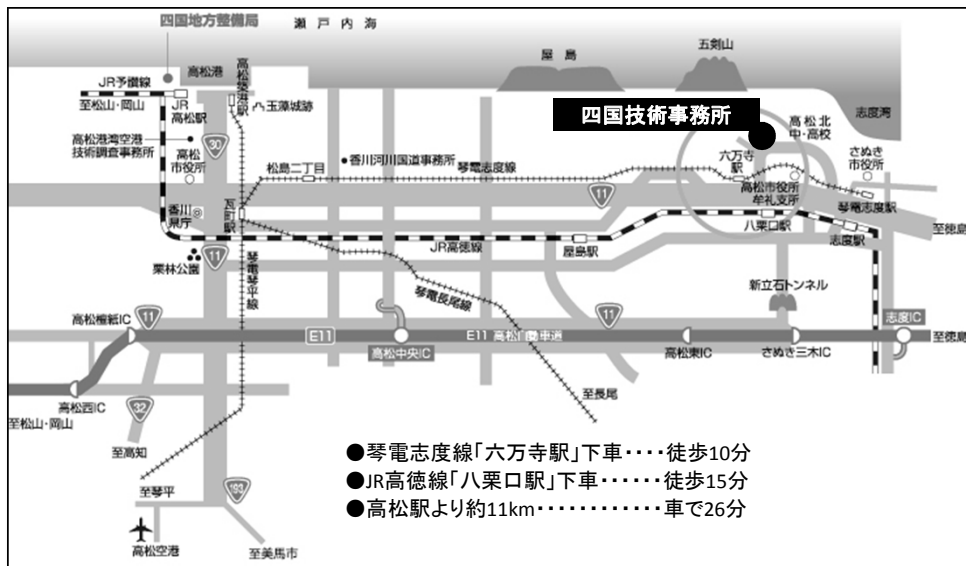 四国地方整備局
瀬戸内海
五剣山
屋島
高松港
高松築港駅
JR予讃線
至松山・岡山
JR
高松駅
玉藻城跡
四国技術事務所
志度湾
高松北
中・高校
高松港湾空港
技術調査事務所
30
高松
市役所
香川河川国道事務所
松島二丁目
琴電志度線
六万寺
駅
さぬき
市役所
11
高松市役所
牟礼支所
琴電志度駅
香川
県庁
瓦町駅
八栗口駅
志度駅
至徳島
JR高徳線
屋島駅
栗林公園
11
琴電琴平線
琴電長尾線
新立石トンネル
高松檀紙IC
11
11
志度IC
E11
E11 高松自動車道
高松中央IC
高松東IC
さぬき三木IC
至徳島
高松西IC
至松山・岡山
32
至高知
至長尾
●琴電志度線「六万寺駅」下車‥‥徒歩10分
●JR高徳線「八栗口駅」下車‥‥‥徒歩15分
●高松駅より約11km‥‥‥‥‥‥車で26分
至琴平
193
高松空港
至美馬市